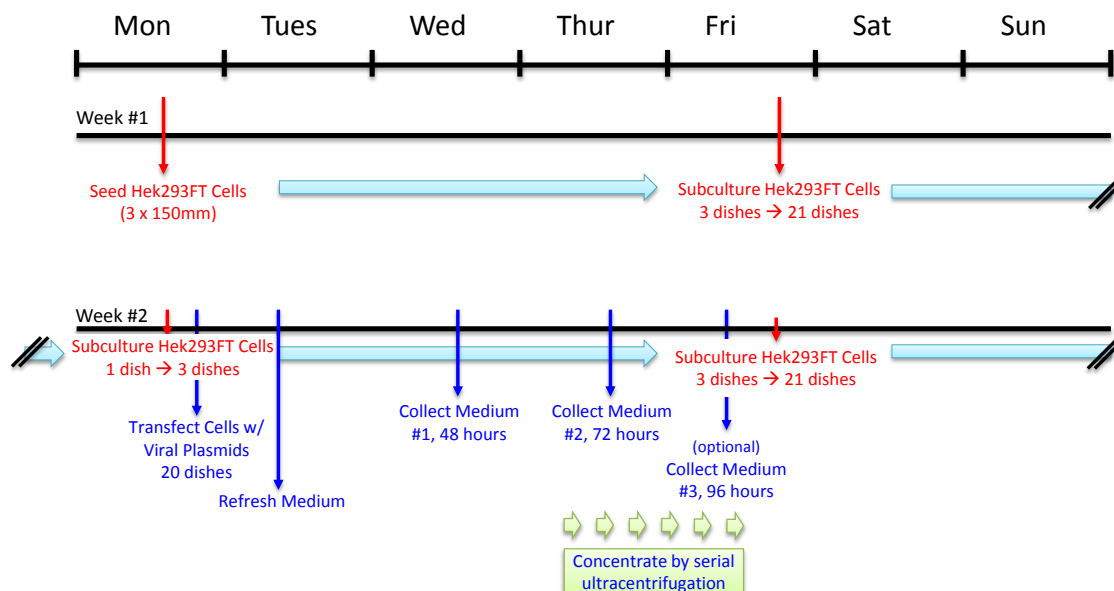 Mon Tues Wed Thur Fri Sat Sun
Week #1
Seed Hek293FT Cells
(3 x 150mm)
Subculture Hek293FT Cells
3 dishes → 21 dishes
Week #2
Subculture Hek293FT Cells
1 dish → 3 dishes
Transfect Cells w/
Viral Plasmids
20 dishes
Refresh Medium
Collect Medium
#1, 48 hours
Collect Medium
#2, 72 hours
Subculture Hek293FT Cells
3 dishes → 21 dishes
(optional)
Collect Medium
#3, 96 hours
Concentrate by serial
ultracentrifugation